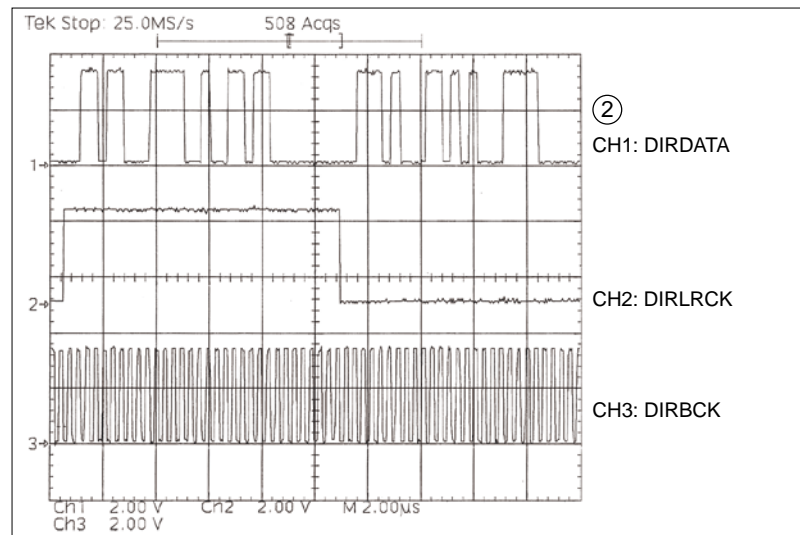 Tek Stop: 25.0MS/s 508 Acqs
②
CH1: DIRDATA
1
CH2: DIRLRCK
2
CH3: DIRBCK
3
Ch1 2.00 V Ch2 2.00 V M 2.00µs
Ch3 2.00 V